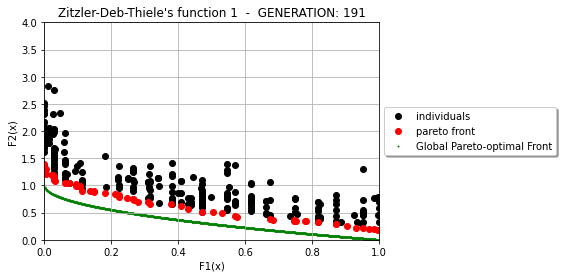 Zitzler-Deb-Thiele's function 1 - GENERATION: 191
4.0
3.5
3.0
2.5
2.0
1.5
1.0
0.5
0.0
F2(x)
0.0 0.2 0.4 0.6 0.8 1.0
F1(x)
individuals
pareto front
Global Pareto-optimal Front